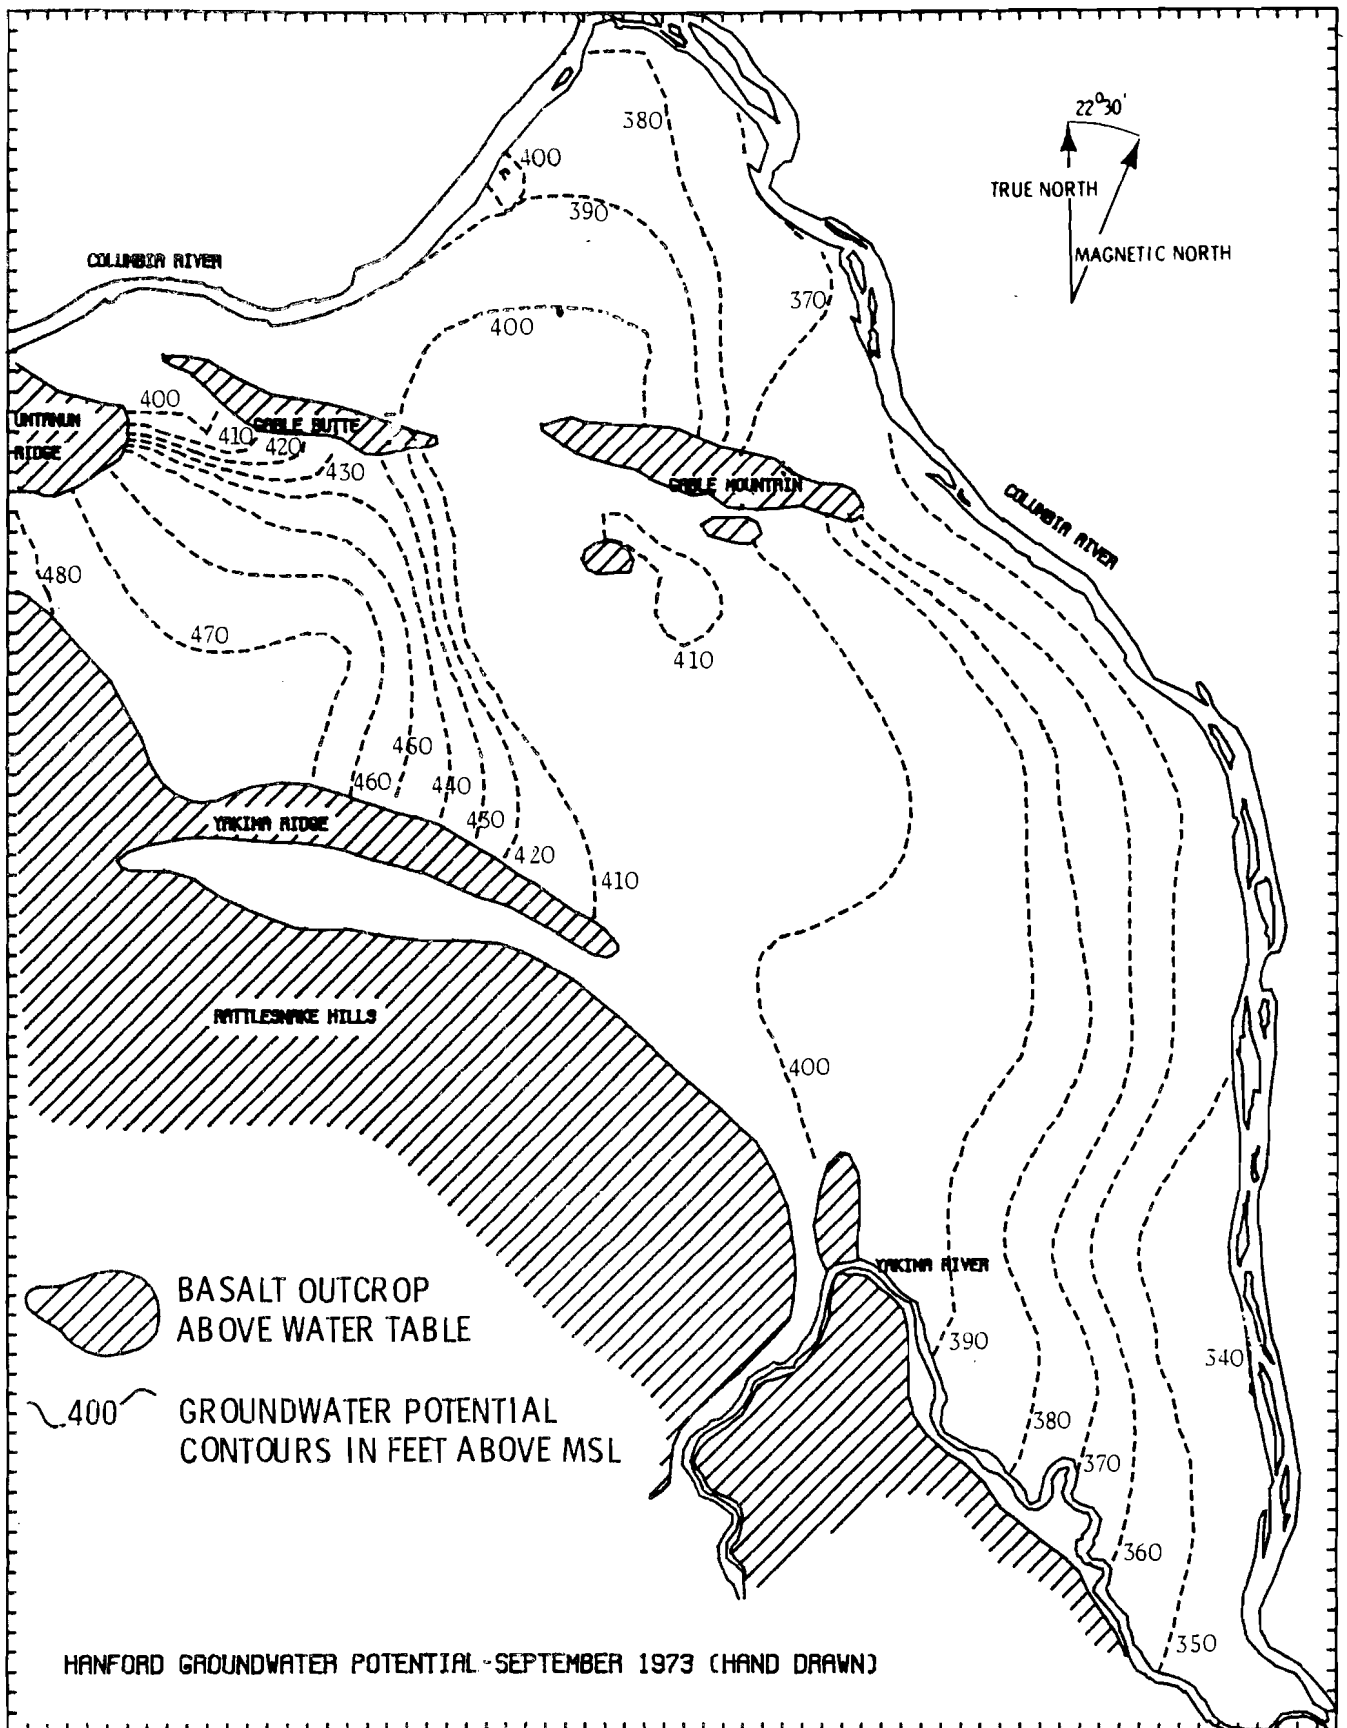 22°30'
TRUE NORTH
MAGNETIC NORTH
380
400
390
COLUMBIA RIVER
370
400
400
UMTANUM
RIDGE
GABLE BUTTE
410
420
430
GABLE MOUNTAIN
COLUMBIA RIVER
480
470
410
460
460
440
450
420
410
YAKIMA RIDGE
RATTLESNAKE HILLS
400
YAKIMA RIVER
BASALT OUTCROP
ABOVE WATER TABLE
390
340
400
GROUNDWATER POTENTIAL
CONTOURS IN FEET ABOVE MSL
380
370
360
350
HANFORD GROUNDWATER POTENTIAL-SEPTEMBER 1973 (HAND DRAWN)